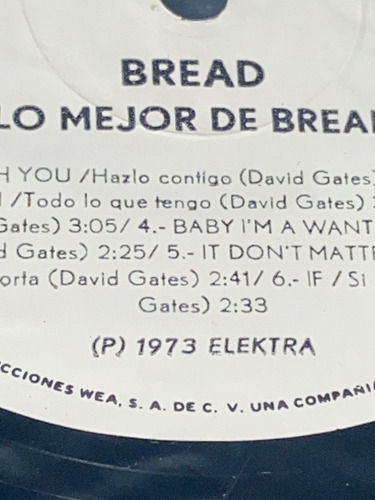 BREAD
LO MEJOR DE BREAD
H YOU /Hazlo contigo (David Gates)
/Todo lo que tengo (David Gates)
Gates) 3:05/ 4.- BABY I'M A WANT
d Gates) 2:25/ 5.- IT DON'T MATTE
orta (David Gates) 2:41/ 6.- IF / Si
Gates) 2:33
(P) 1973 ELEKTRA
CCIONES WEA, S. A. DE C. V. UNA COMPAÑI